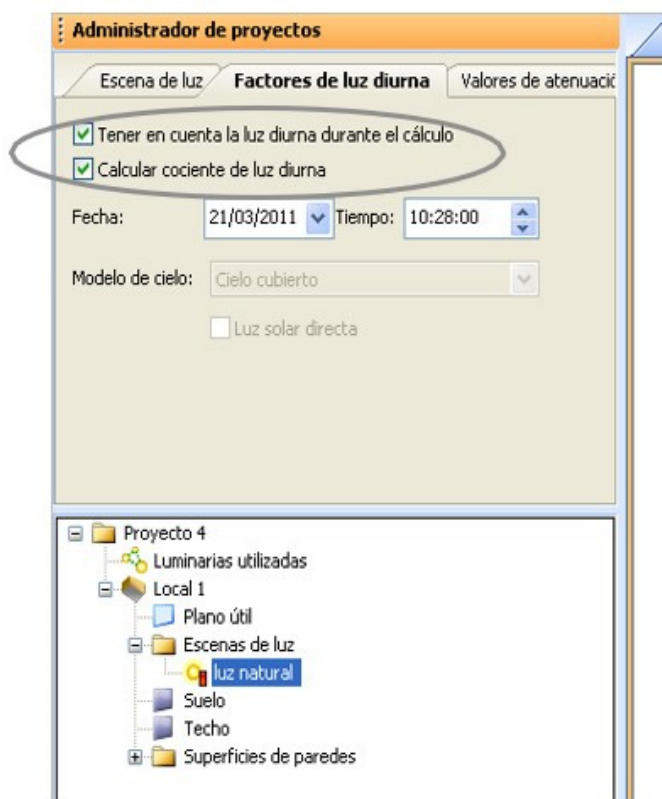 Administrador de proyectos
Escena de luz Factores de luz diurna Valores de atenuació
Tener en cuenta la luz diurna durante el cálculo
Calcular cociente de luz diurna
Fecha: 21/03/2011 Tiempo: 10:28:00
Modelo de cielo: Cielo cubierto
Luz solar directa
Proyecto 4
Luminarias utilizadas
Local 1
Plano útil
Escenas de luz
luz natural
Suelo
Techo
Superficies de paredes